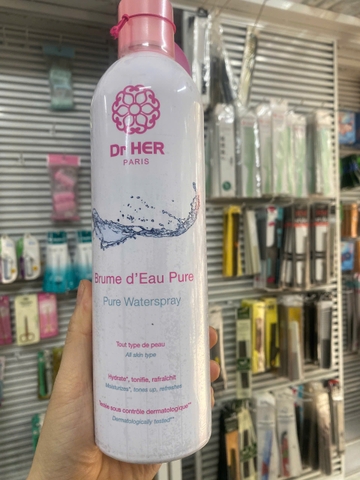 Dr HER
PARIS
Brume d'Eau Pure
Pure Waterspray
Tout type de peau
All skin type
Hydrate*, tonifie, rafraîchit
Moisturizes*, tones up, refreshes
Testée sous contrôle dermatologique**
Dermatologically tested**